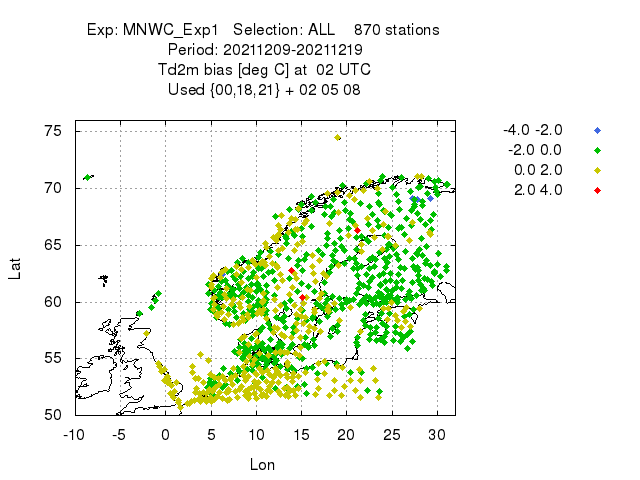 Exp: MNWC_Exp1   Selection: ALL    870 stations
Period: 20211209-20211219
Td2m bias [deg C] at  02 UTC
Used {00,18,21} + 02 05 08
-4.0 -2.0
-2.0 0.0
0.0 2.0
2.0 4.0
75
70
65
60
55
50
Lat
-10 -5 0 5 10 15 20 25 30
Lon